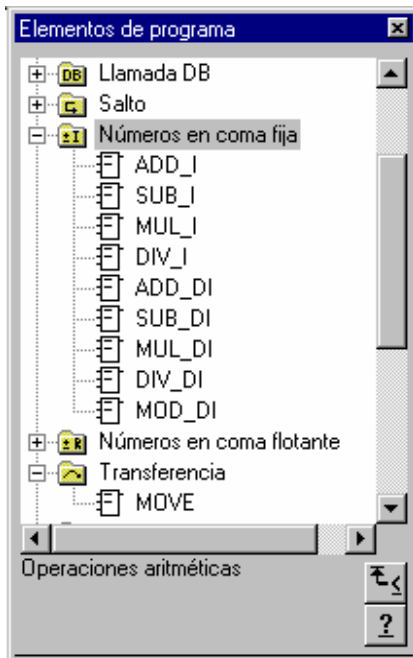 Elementos de programa
DB Llamada DB
Salto
±I Números en coma fija
ADD_I
SUB_I
MUL_I
DIV_I
ADD_DI
SUB_DI
MUL_DI
DIV_DI
MOD_DI
±R Números en coma flotante
Transferencia
MOVE
Operaciones aritméticas
?